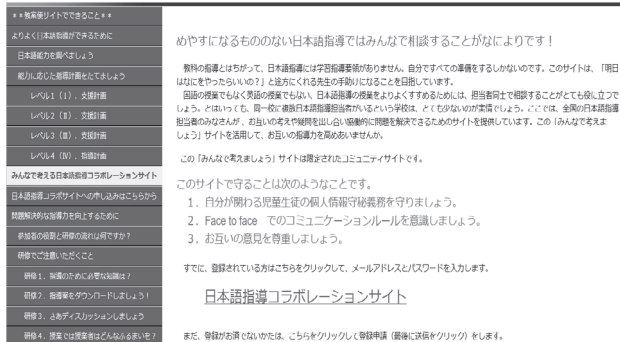 ＊＊教案便りサイトでできること＊＊
よりよく日本語指導ができるために
日本語能力を調べましょう
能力に応じた指導計画をたてましょう
レベル1（Ⅰ）．支援計画
レベル2（Ⅱ）．支援計画
レベル3（Ⅲ）．支援計画
レベル4（Ⅳ）．指導計画
みんなで考える日本語指導コラボレーションサイト
日本語指導コラボサイトへの申し込みはこちらから
問題解決的な指導力を向上するために
参加者の役割と研修の流れは何ですか？
研修でご注意いただくこと
研修1．指導のために必要な知識は？
研修2．指導案をダウンロードしましょう！
研修3．さあディスカッションしましょう
研修4．授業では授業者はどんなふるまいを？
めやすになるもののない日本語指導ではみんなで相談することがなによりです！
教科の指導とはちがって、日本語指導には学習指導要領がありません。自分ですべての準備をするしかないのです。このサイトは、「明日
はなにをやったらいいの？」と途方にくれる先生の手助けになることを目指しています。
国語の授業でもなく英語の授業でもない、日本語指導の授業をよりよくすすめるためには、担当者同士で相談することがとても役に立つで
しょう。とはいっても、同一校に複数日本語指導担当者がいるという学校は、とても少ないのが実情でしょう。ここでは、全国の日本語指導
担当者のみなさんが、お互いの考えや疑問を出し合い協働的に問題を解決できるためのサイトを提供しています。この「みんなで考えま
しょう」サイトを活用して、お互いの指導力を高めあいませんか。
この「みんなで考えましょう」サイトは限定されたコミュニティサイトです。
このサイトで守ることは次のようなことです。
1．自分が関わる児童生徒の個人情報守秘義務を守りましょう。
2．Face to face でのコミュニケーションルールを意識しましょう。
3．お互いの意見を尊重しましょう。
すでに、登録されている方はこちらをクリックして、メールアドレスとパスワードを入力します。
日本語指導コラボレーションサイト
まだ、登録がお済でないかたは、こちらをクリックして登録申請（最後に送信をクリック）をします。